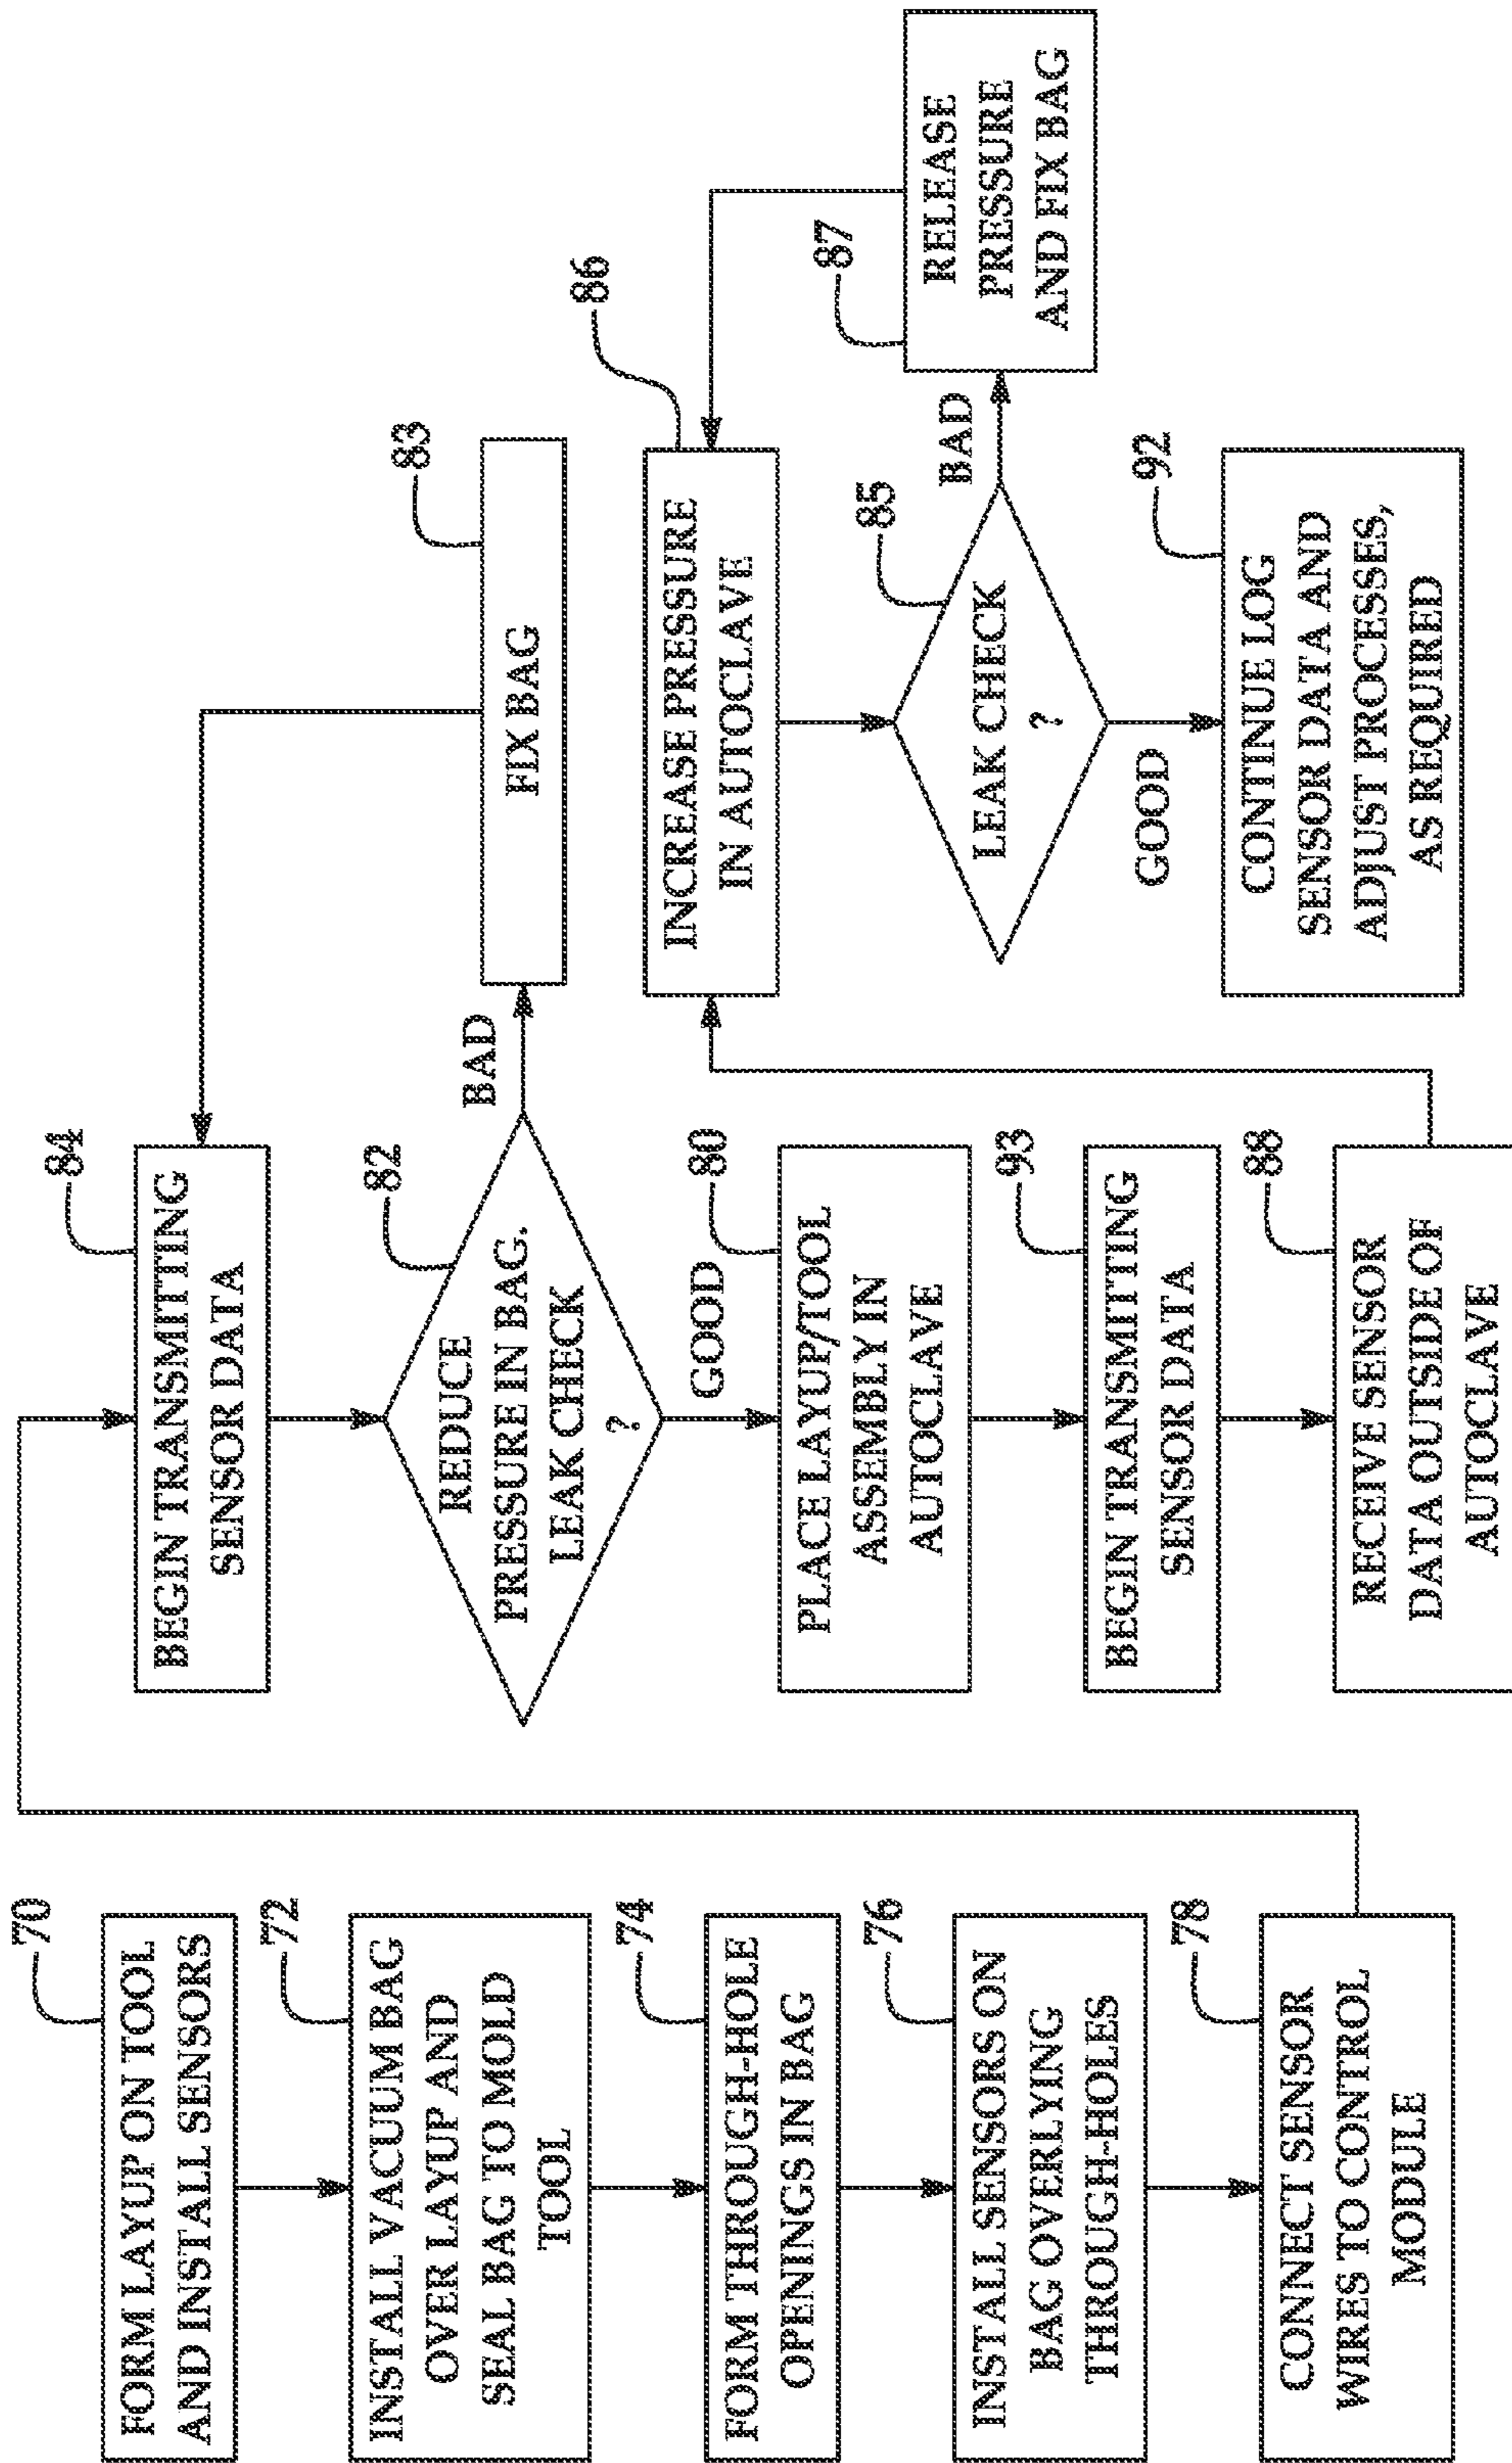 70
FORM LAYUP ON TOOL
AND INSTALL SENSORS
72
INSTALL VACUUM BAG
OVER LAYUP AND
SEAL BAG TO MOLD
TOOL
74
FORM THROUGH-HOLE
OPENINGS IN BAG
76
INSTALL SENSORS ON
BAG OVERLYING
THROUGH-HOLES
78
CONNECT SENSOR
WIRES TO CONTROL
MODULE
84
BEGIN TRANSMITTING
SENSOR DATA
82
REDUCE
PRESSURE IN BAG.
LEAK CHECK
?
BAD
GOOD
83
FIX BAG
80
PLACE LAYUP/TOOL
ASSEMBLY IN
AUTOCLAVE
93
BEGIN TRANSMITING
SENSOR DATA
88
RECEIVE SENSOR
DATA OUTSIDE OF
AUTOCLAVE
86
INCREASE PRESSURE
IN AUTOCLAVE
85
LEAK CHECK
?
BAD
GOOD
87
RELEASE
PRESSURE
AND FIX BAG
92
CONTINUE LOG
SENSOR DATA AND
ADJUST PROCESSES,
AS REQUIRED